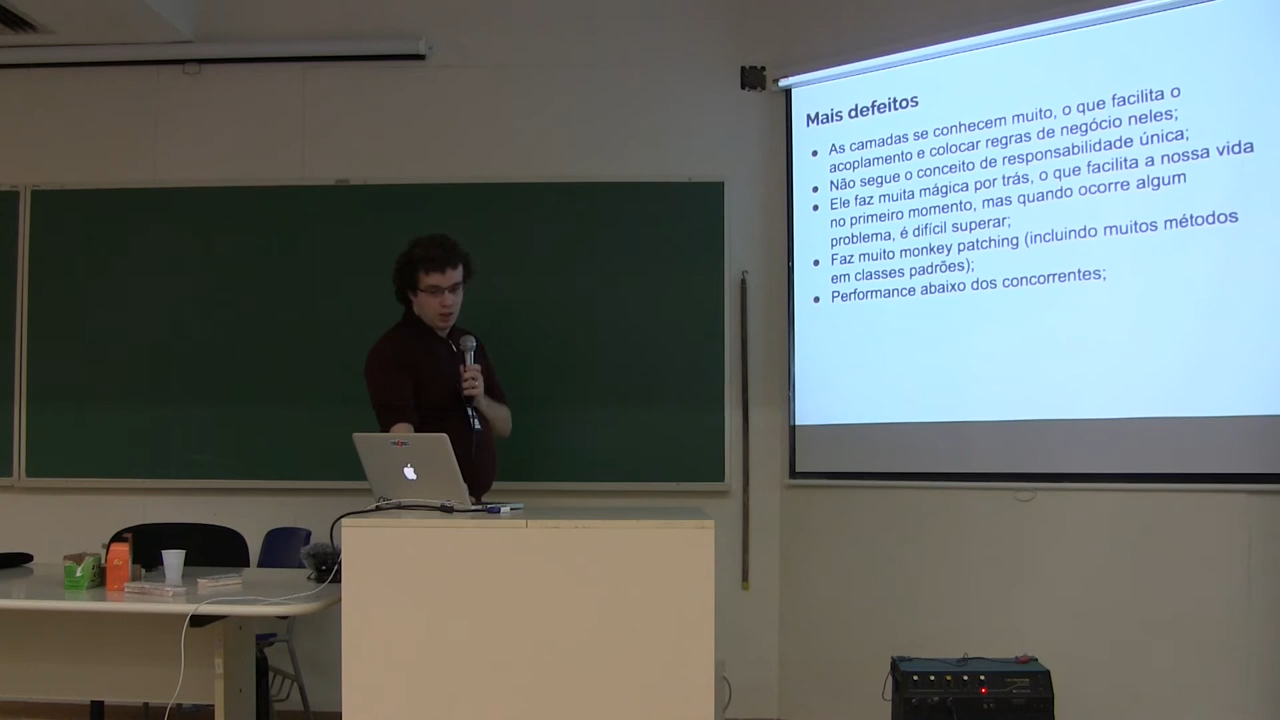 Mais defeitos
As camadas se conhecem muito, o que facilita o
acoplamento e colocar regras de negócio neles;
Não segue o conceito de responsabilidade única;
Ele faz muita mágica por trás, o que facilita a nossa vida
no primeiro momento, mas quando ocorre algum
problema, é difícil superar;
Faz muito monkey patching (incluindo muitos métodos
em classes padrões);
Performance abaixo dos concorrentes;